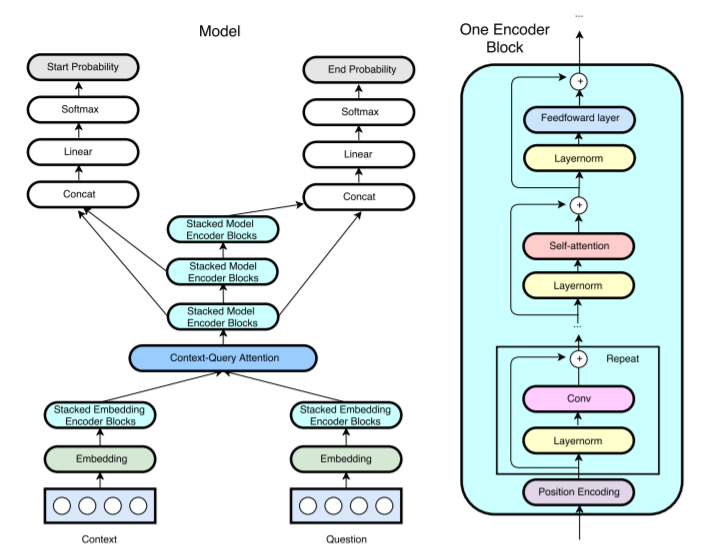 Model
Start Probability
Softmax
Linear
Concat
End Probability
Softmax
Linear
Concat
Stacked Model
Encoder Blocks
Stacked Model
Encoder Blocks
Stacked Model
Encoder Blocks
Context-Query Attention
Stacked Embedding
Encoder Blocks
Stacked Embedding
Encoder Blocks
Embedding
Embedding
Context
Question
One Encoder
Block
...
+
Feedfoward layer
Layernorm
+
Self-attention
Layernorm
...
+
Repeat
Conv
Layernorm
Position Encoding